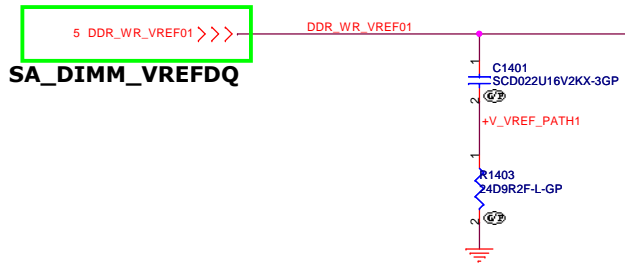 5 DDR_WR_VREF01
DDR_WR_VREF01
SA_DIMM_VREFDQ
1
C1401
SCD022U16V2KX-3GP
2
G/P
+V_VREF_PATH1
1
R1403
24D9R2F-L-GP
2
G/P